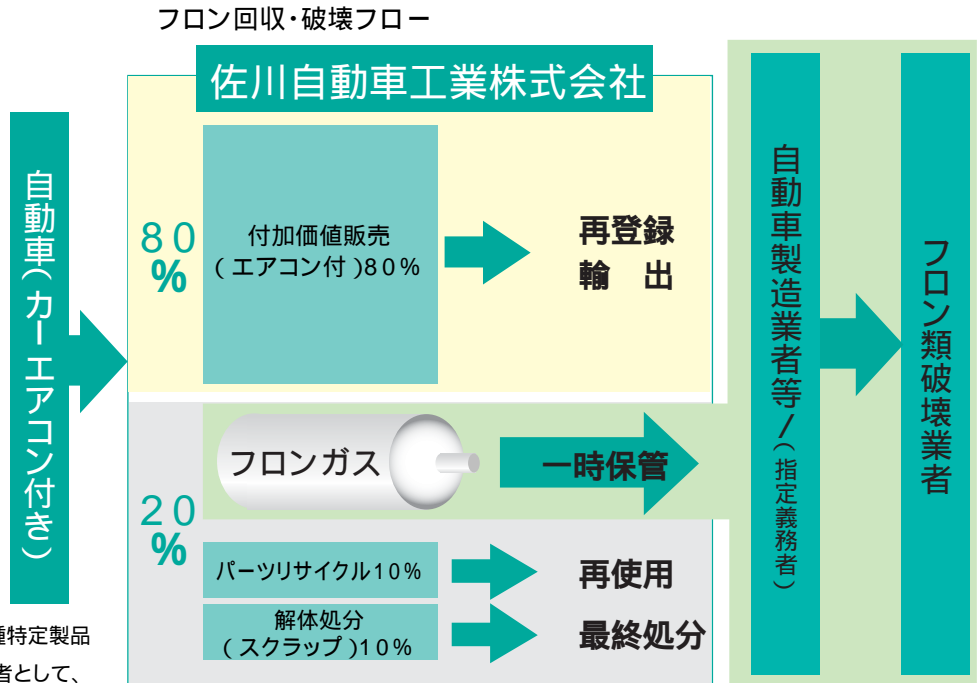 フロン回収・破壊フロー
佐川自動車工業株式会社
自動車(カーエアコン付き)
80
%
付加価値販売
(エアコン付)80%
再登録
輸　出
フロンガス
一時保管
20
%
パーツリサイクル10%
再使用
解体処分
(スクラップ)10%
最終処分
自動車製造業者等/(指定義務者)
フロン類破壊業者
種特定製品
者として、